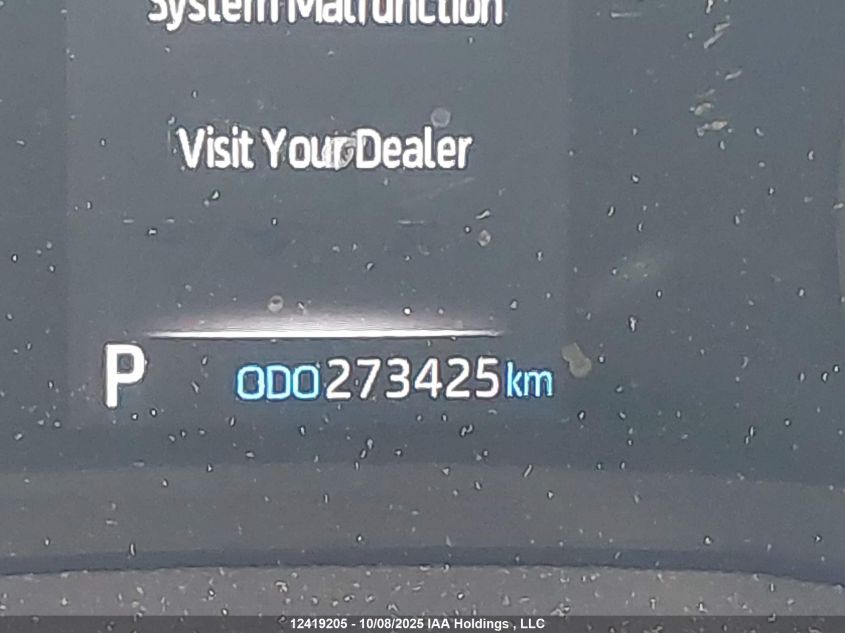 System Malfunction
Visit Your Dealer
P ODO 273425 km
12419205 - 10/08/2025 IAA Holdings , LLC